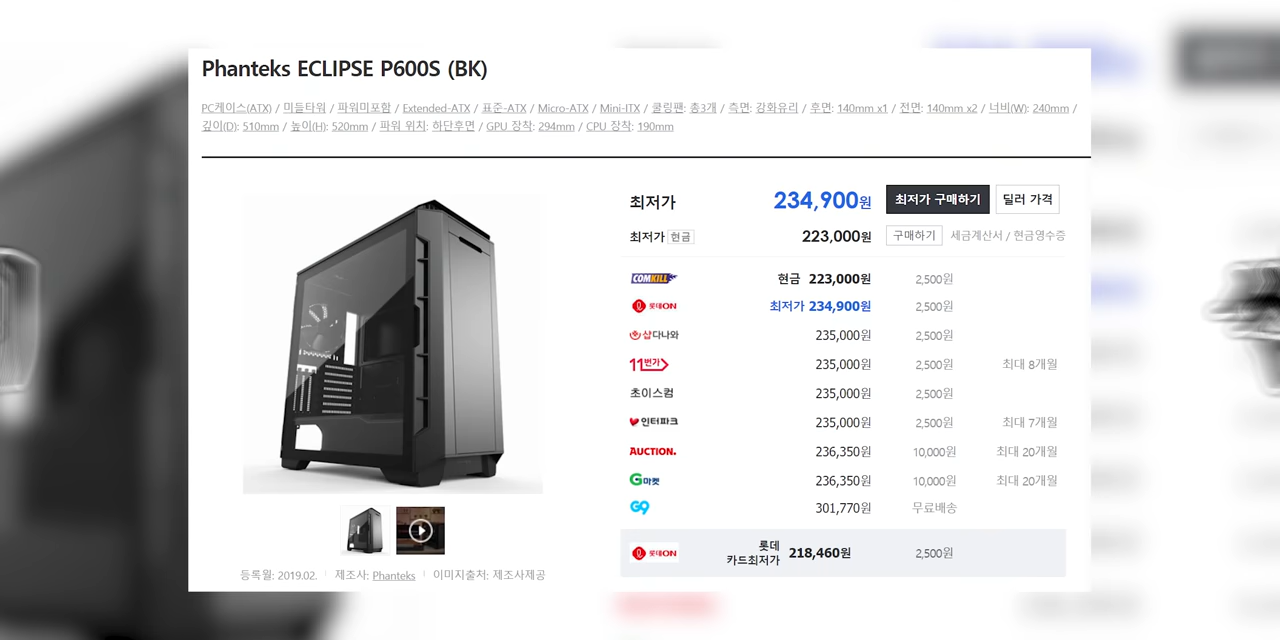 Phanteks ECLIPSE P600S (BK)
PC케이스(ATX) / 미들타워 / 파워미포함 / Extended-ATX / 표준-ATX / Micro-ATX / Mini-ITX / 쿨링팬: 총3개 / 측면: 강화유리 / 후면: 140mm x1 / 전면: 140mm x2 / 너비(W): 240mm /
깊이(D): 510mm / 높이(H): 520mm / 파워 위치: 하단후면 / GPU 장착: 294mm / CPU 장착: 190mm
최저가 234,900원 최저가 구매하기 딜러 가격
최저가 현금 223,000원 구매하기 세금계산서 / 현금영수증
COMKILL 현금 223,000원 2,500원
롯데ON 최저가 234,900원 2,500원
샵다나와 235,000원 2,500원
11번가 235,000원 2,500원 최대 8개월
초이스컴 235,000원 2,500원
인터파크 235,000원 2,500원 최대 7개월
AUCTION. 236,350원 10,000원 최대 20개월
G마켓 236,350원 10,000원 최대 20개월
G9 301,770원 무료배송
롯데ON 롯데 카드최저가 218,460원 2,500원
등록월: 2019.02. 제조사: Phanteks 이미지출처: 제조사제공